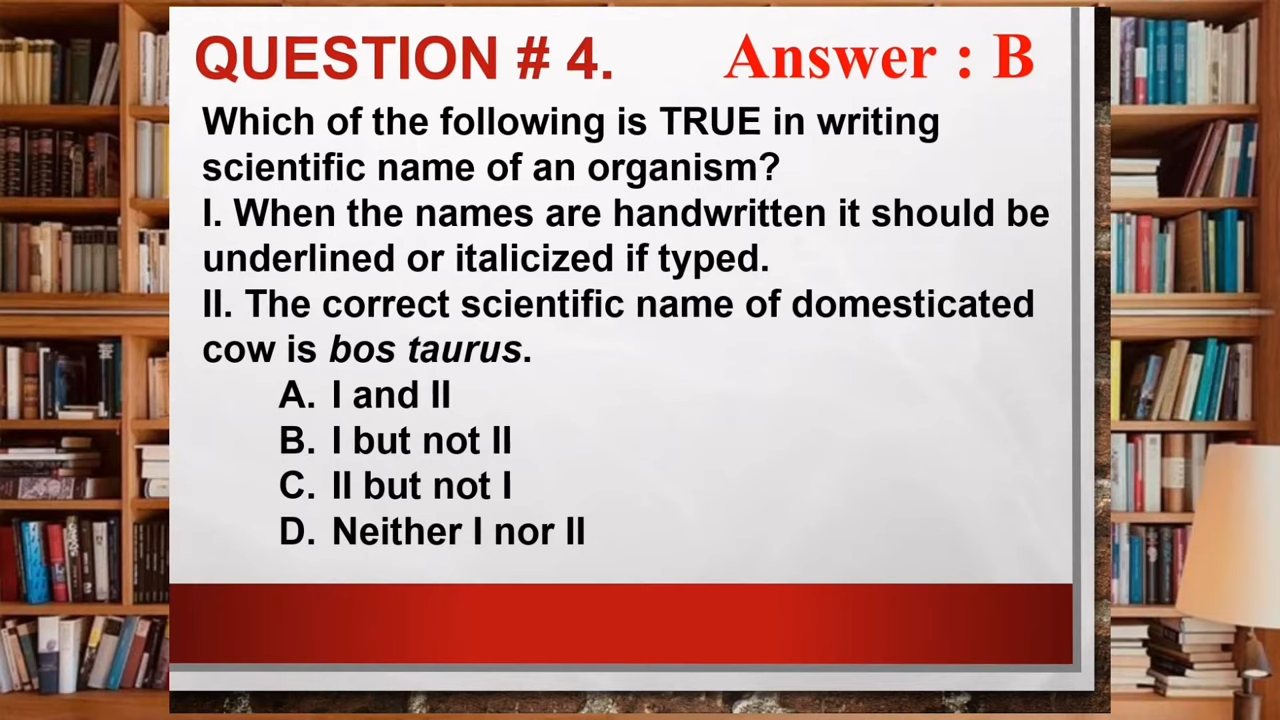 QUESTION # 4.
Answer : B
Which of the following is TRUE in writing
scientific name of an organism?
I. When the names are handwritten it should be
underlined or italicized if typed.
II. The correct scientific name of domesticated
cow is bos taurus.
A. I and II
B. I but not II
C. II but not I
D. Neither I nor II